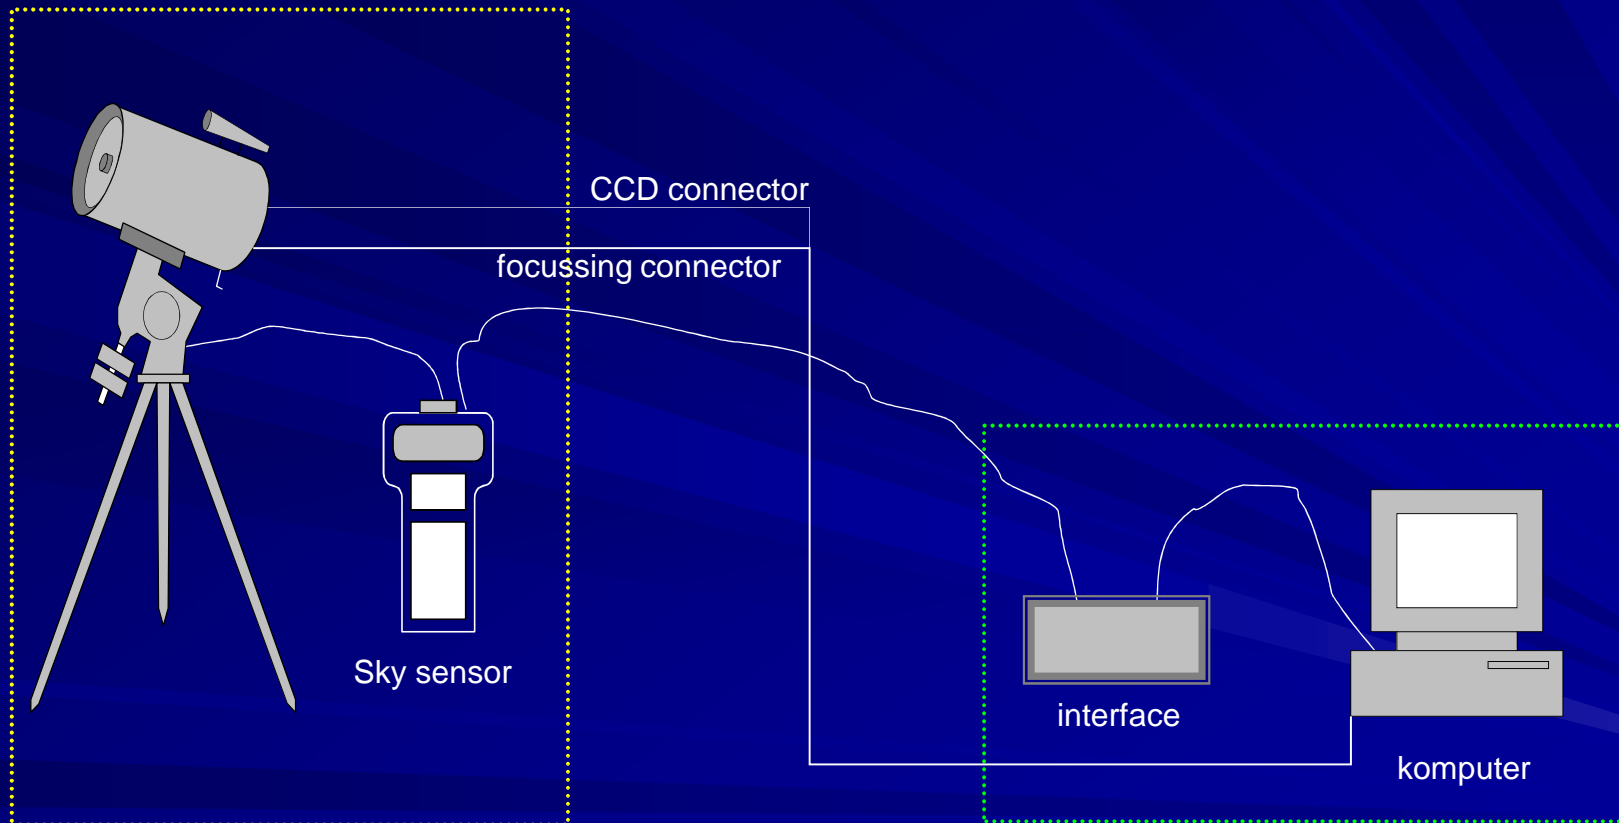 CCD connector
focussing connector
Sky sensor
interface
komputer